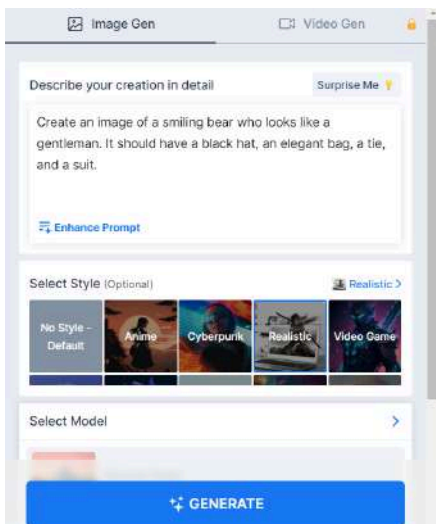 Image Gen
Video Gen
Describe your creation in detail
Surprise Me
Create an image of a smiling bear who looks like a
gentleman. It should have a black hat, an elegant bag, a tie,
and a suit.
Enhance Prompt
Select Style (Optional)
Realistic >
No Style -
Default
Anime
Cyberpunk
Realistic
Video Game
Select Model
GENERATE